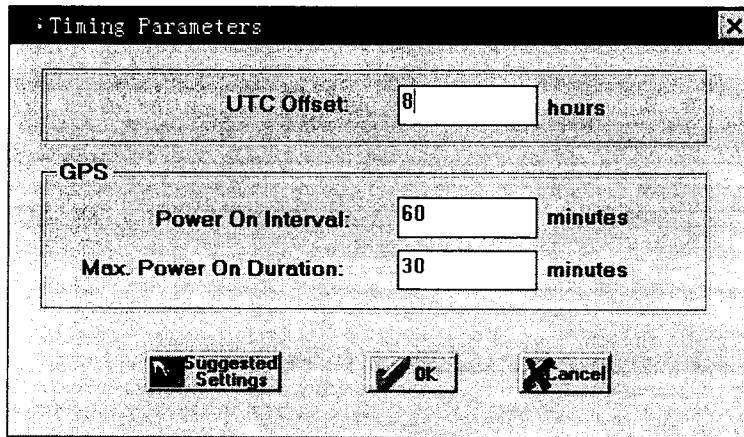 Timing Parameters
UTC Offset: 8 hours
GPS
Power On Interval: 60 minutes
Max. Power On Duration: 30 minutes
Suggested Settings
OK
Cancel